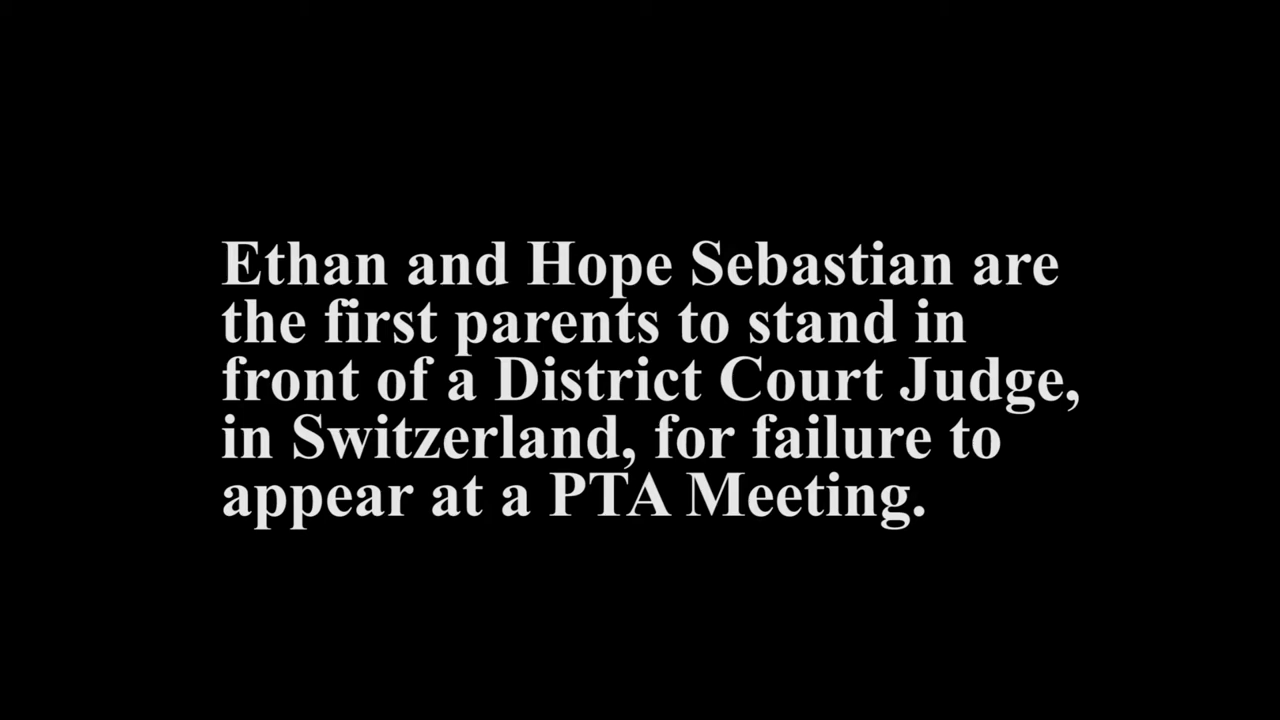 Ethan and Hope Sebastian are
the first parents to stand in
front of a District Court Judge,
in Switzerland, for failure to
appear at a PTA Meeting.